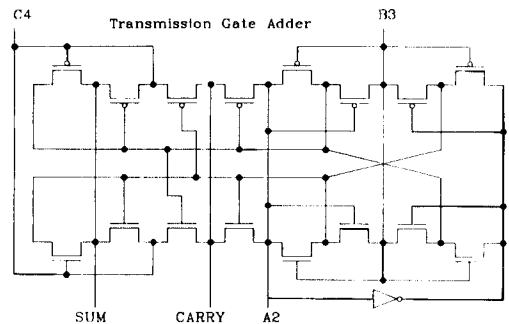 C4
Transmission Gate Adder
B3
SUM
CARRY
A2